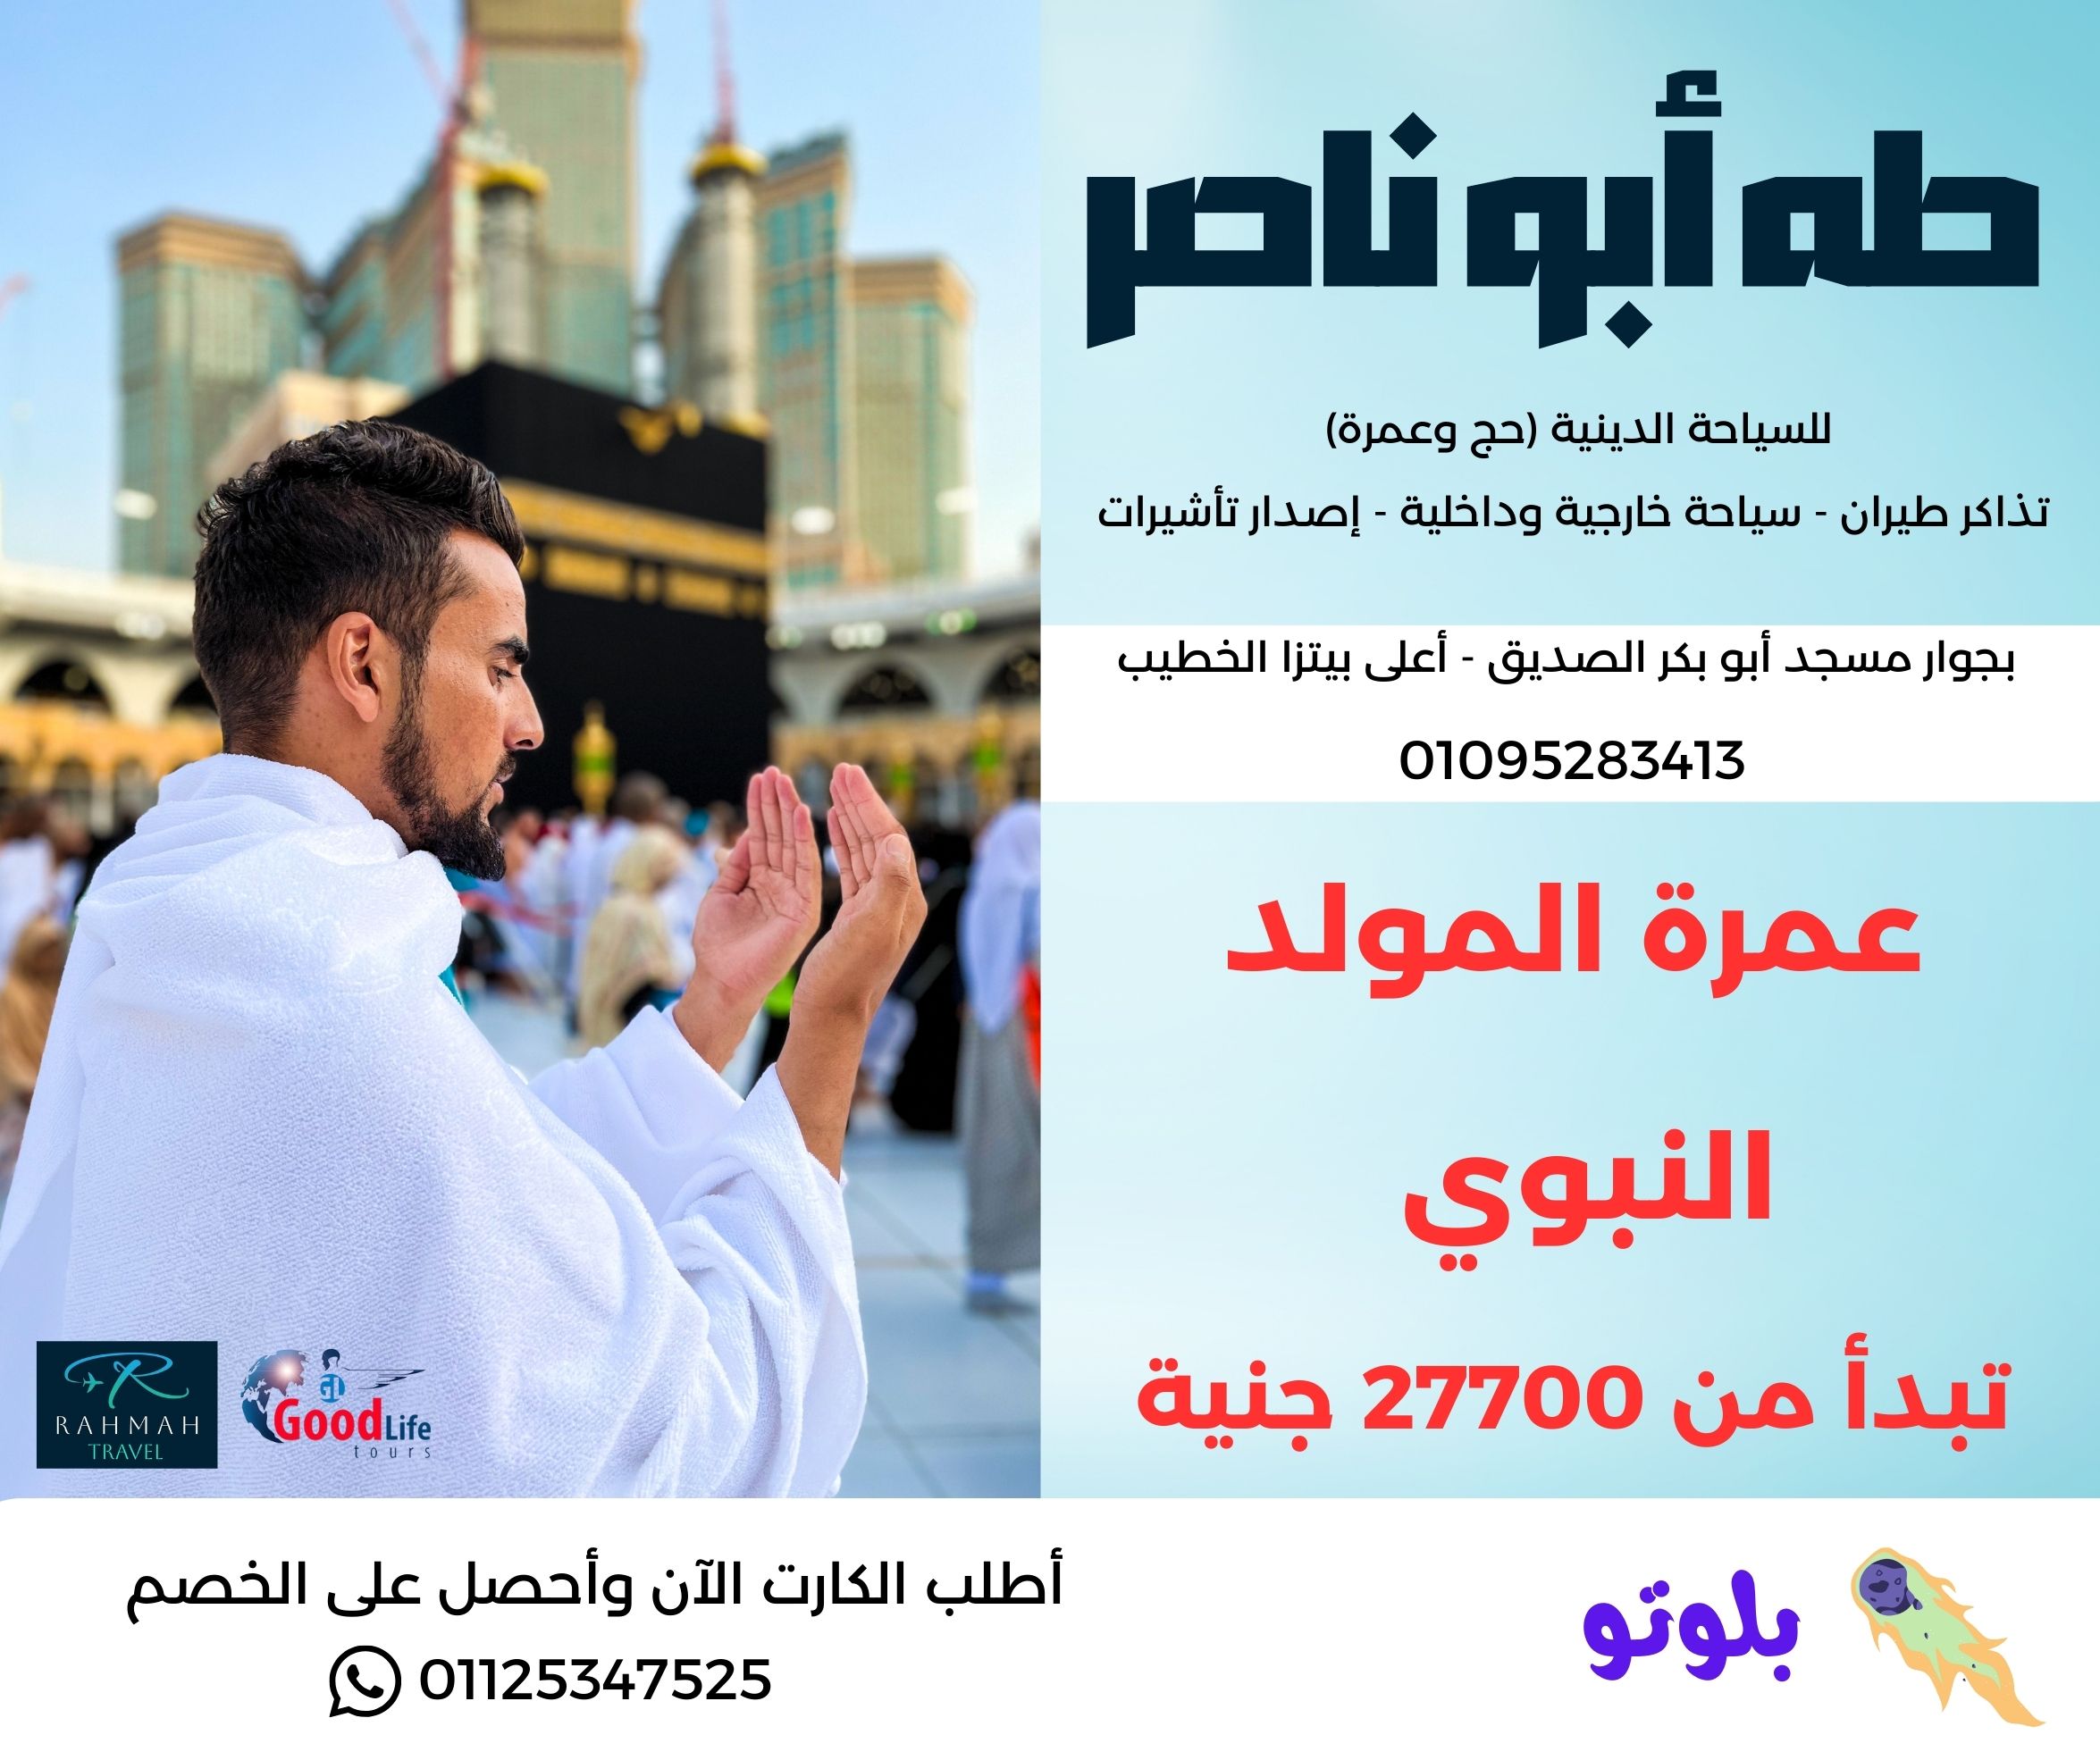 طه أبو ناصر
للسياحة الدينية (حج وعمرة)
تذاكر طيران - سياحة خارجية وداخلية - إصدار تأشيرات
بجوار مسجد أبو بكر الصديق - أعلى بيتزا الخطيب
01095283413
عمرة المولد
النبوي
تبدأ من 27700 جنية
RAHMAH
TRAVEL
GL
GOOD LIFE
tours
أطلب الكارت الآن وأحصل على الخصم
01125347525
بلوتو